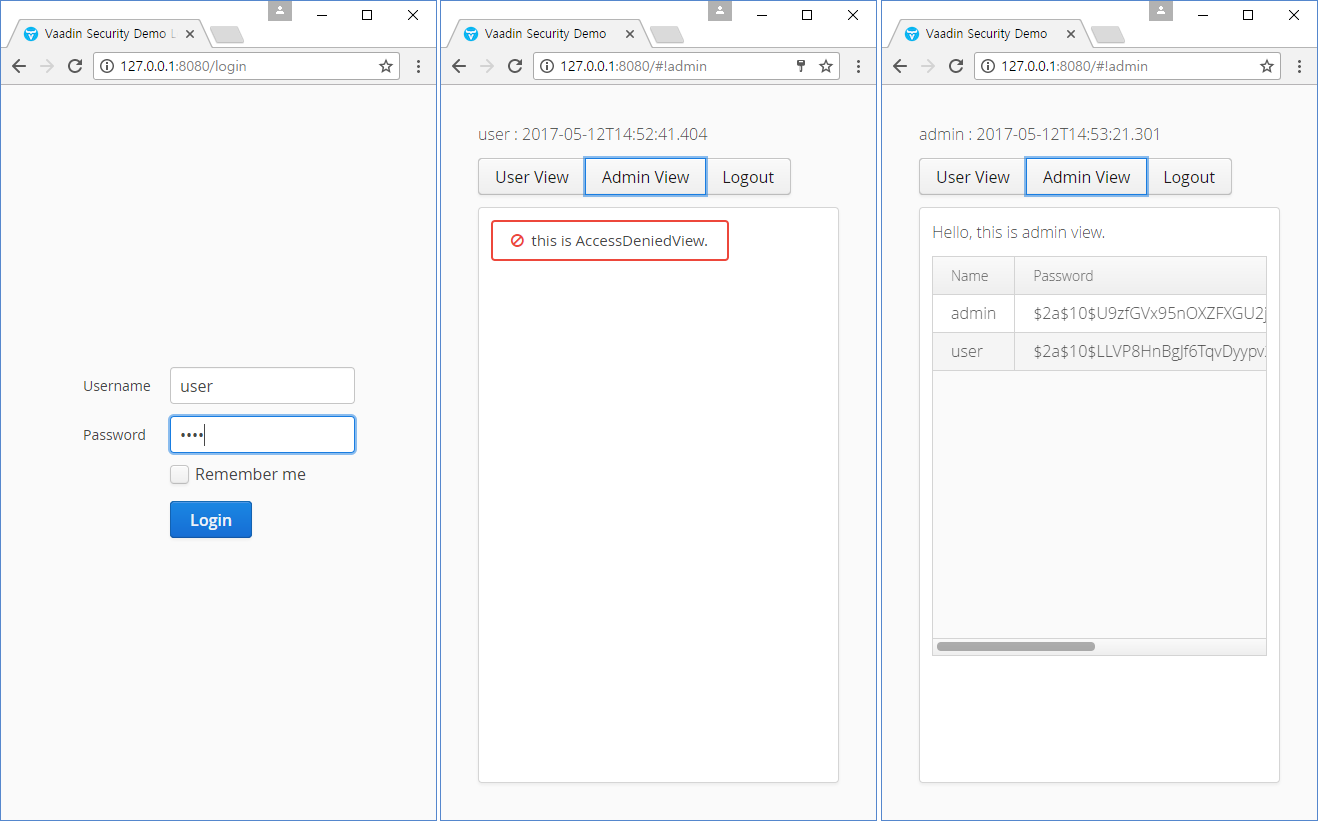 Vaadin Security Demo L
127.0.0.1:8080/login
Username
user
Password
••••
Remember me
Login
Vaadin Security Demo
127.0.0.1:8080/#!admin
user : 2017-05-12T14:52:41.404
User View
Admin View
Logout
this is AccessDeniedView.
Vaadin Security Demo
127.0.0.1:8080/#!admin
admin : 2017-05-12T14:53:21.301
User View
Admin View
Logout
Hello, this is admin view.
Name Password
admin $2a$10$U9zfGVx95nOXZFXGU2j
user $2a$10$LLVP8HnBgJf6TqvDyypv.